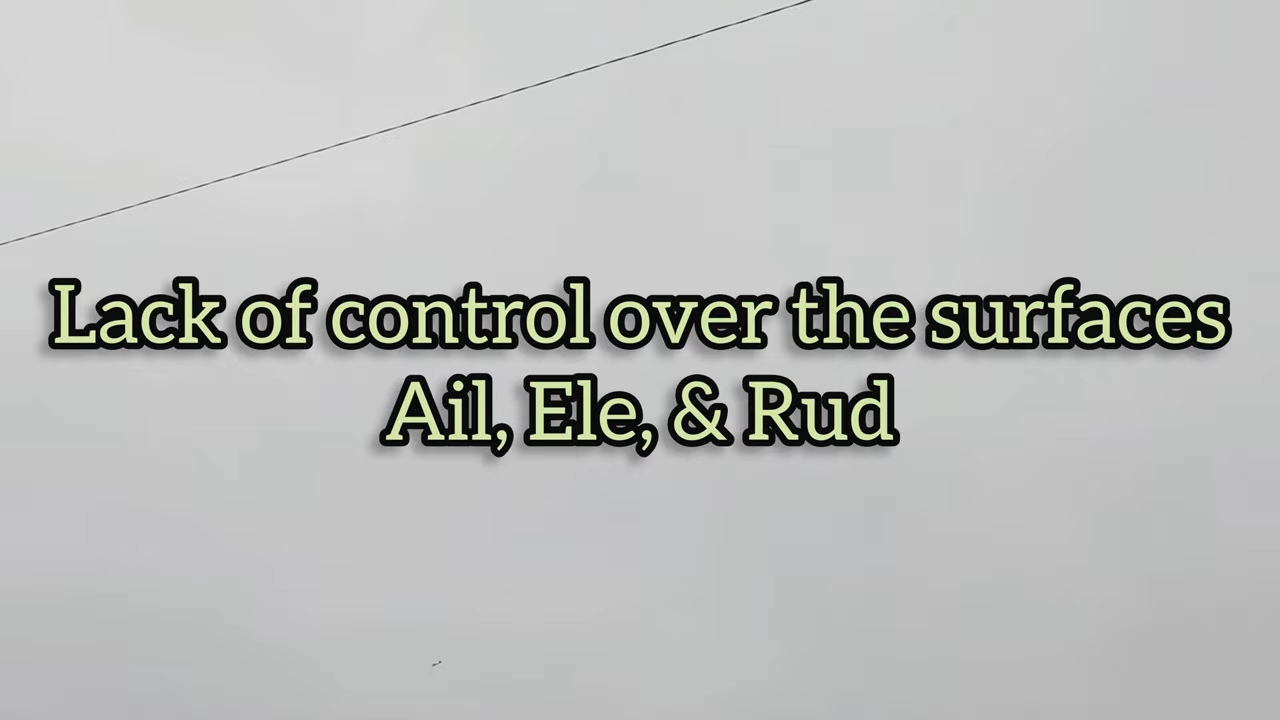 Lack of control over the surfaces
Ail, Ele, & Rud